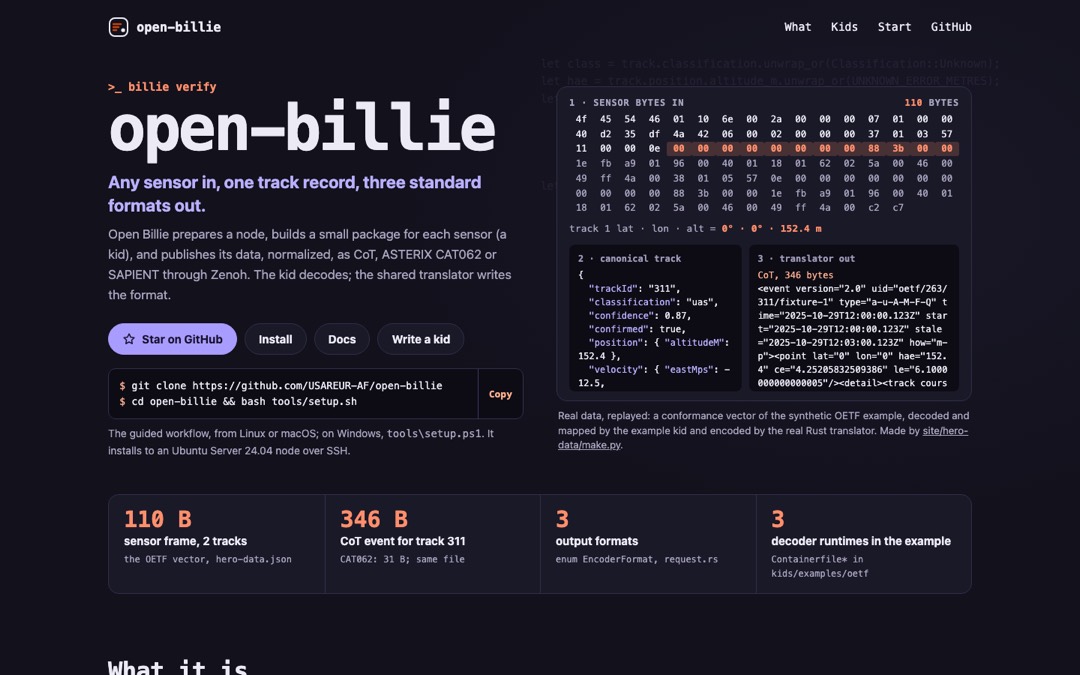 open-billie
What Kids Start GitHub
>_ billie verify
open-billie
Any sensor in, one track record, three standard
formats out.
Open Billie prepares a node, builds a small package for each sensor (a
kid), and publishes its data, normalized, as CoT, ASTERIX CAT062 or
SAPIENT through Zenoh. The kid decodes; the shared translator writes
the format.
Star on GitHub
Install
Docs
Write a kid
$ git clone https://github.com/USAREUR-AF/open-billie
$ cd open-billie && bash tools/setup.sh
Copy
The guided workflow, from Linux or macOS; on Windows, tools\setup.ps1. It
installs to an Ubuntu Server 24.04 node over SSH.
let class = track.classification.unwrap_or(Classification::Unknown);
let hae = track.position.altitude_m.unwrap_or(UNKNOWN_ERROR_METRES);
1 · SENSOR BYTES IN 110 BYTES
4f 45 54 46 01 10 6e 00 2a 00 00 00 07 01 00 00
40 d2 35 df 4a 42 06 00 02 00 00 00 37 01 03 57
11 00 00 0e 00 00 00 00 00 00 00 00 88 3b 00 00
1e fb a9 01 96 00 40 01 18 01 62 02 5a 00 46 00
49 ff 4a 00 38 01 05 57 0e 00 00 00 00 00 00 00
00 00 00 00 88 3b 00 00 1e fb a9 01 96 00 40 01
18 01 62 02 5a 00 46 00 49 ff 4a 00 c2 c7
track 1 lat · lon · alt = 0° · 0° · 152.4 m
2 · canonical track
{
"trackId": "311",
"classification": "uas",
"confidence": 0.87,
"confirmed": true,
"position": { "altitudeM":
152.4 },
"velocity": { "eastMps": −
12.5,
3 · translator out
CoT, 346 bytes
<event version="2.0" uid="oetf/263/
311/fixture-1" type="a-u-A-M-F-Q" t
ime="2025-10-29T12:00:00.123Z" star
t="2025-10-29T12:00:00.123Z" stale
="2025-10-29T12:03:00.123Z" how="m-
p"><point lat="0" lon="0" hae="152.
4" ce="4.25205832509386" le="6.1000
000000000005"/><detail><track cours
Real data, replayed: a conformance vector of the synthetic OETF example, decoded and
mapped by the example kid and encoded by the real Rust translator. Made by site/hero-
data/make.py.
110 B
sensor frame, 2 tracks
the OETF vector, hero-data.json
346 B
CoT event for track 311
CAT062: 31 B; same file
3
output formats
enum EncoderFormat, request.rs
3
decoder runtimes in the example
Containerfile* in
kids/examples/oetf
What it is